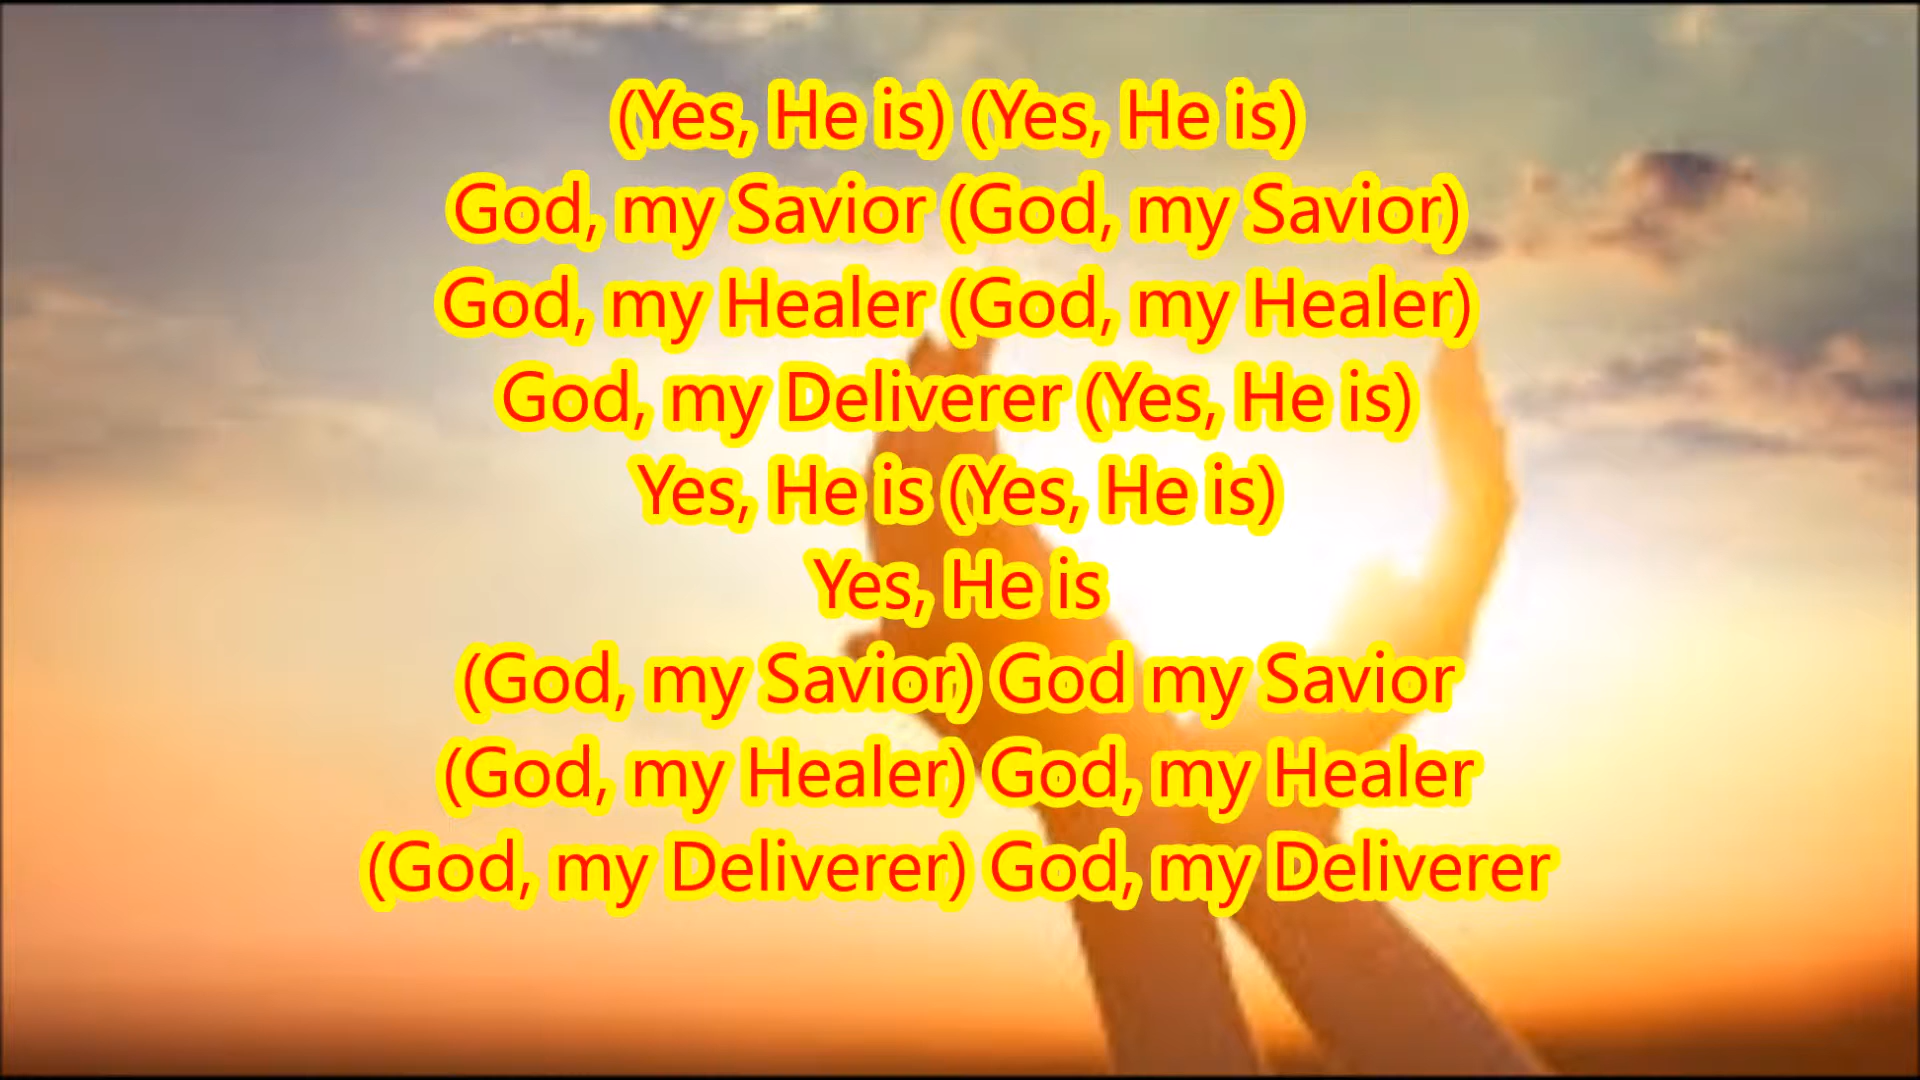 (Yes, He is) (Yes, He is)
God, my Savior (God, my Savior)
God, my Healer (God, my Healer)
God, my Deliverer (Yes, He is)
Yes, He is (Yes, He is)
Yes, He is
(God, my Savior) God my Savior
(God, my Healer) God, my Healer
(God, my Deliverer) God, my Deliverer